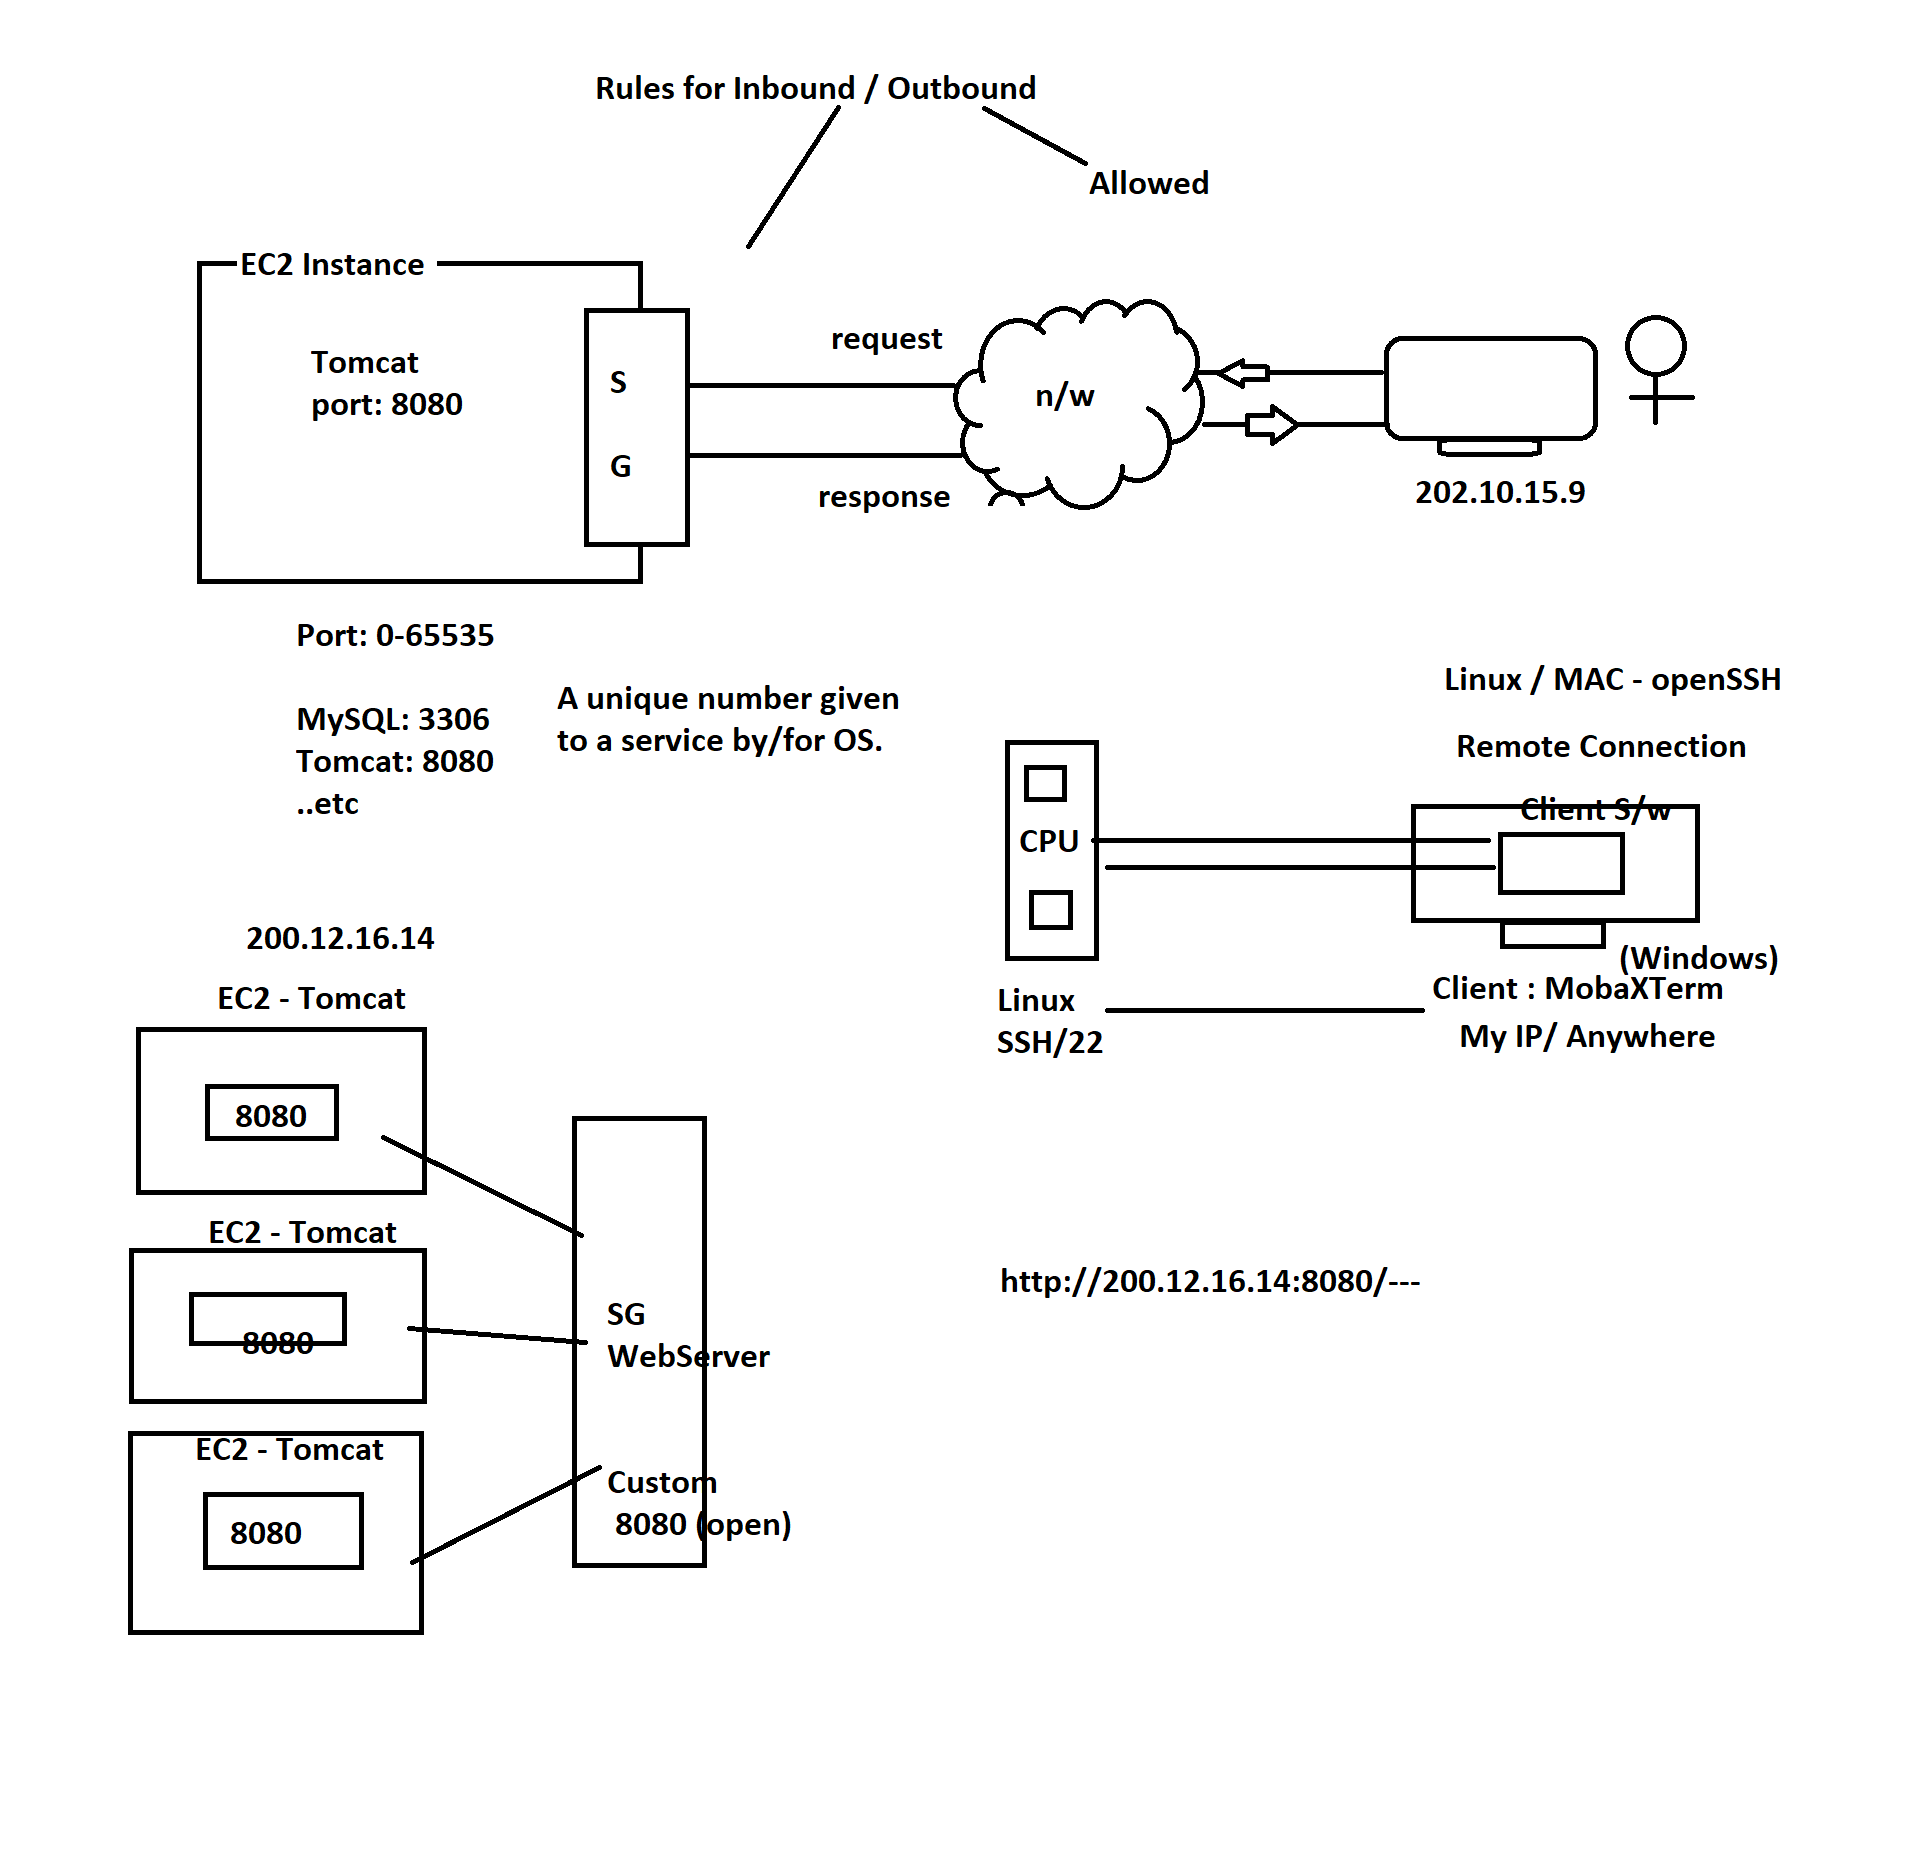 Rules for Inbound / Outbound
Allowed
EC2 Instance
Tomcat
port: 8080
S
G
request
response
n/w
202.10.15.9
Port: 0-65535
MySQL: 3306
Tomcat: 8080
..etc
A unique number given
to a service by/for OS.
Linux / MAC - openSSH
Remote Connection
Client S/w
CPU
(Windows)
Linux
SSH/22
Client : MobaXTerm
My IP/ Anywhere
200.12.16.14
EC2 - Tomcat
8080
EC2 - Tomcat
8080
EC2 - Tomcat
8080
SG
WebServer
Custom
8080 (open)
http://200.12.16.14:8080/---